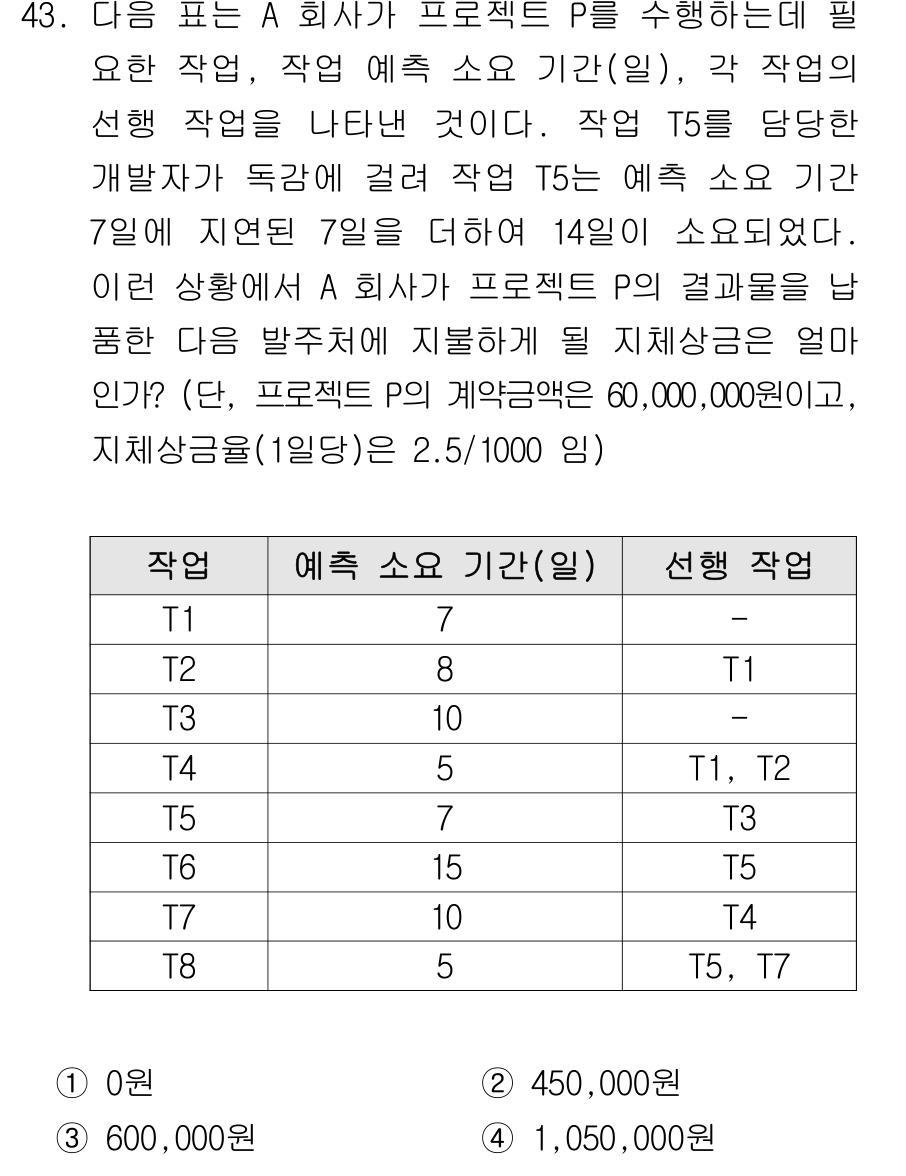 43. 다음 표는 A 회사가 프로젝트 P를 수행하는데 필
요한 작업, 작업 예측 소요 기간(일), 각 작업의
선행 작업을 나타낸 것이다. 작업 T5를 담당한
개발자가 독감에 걸려 작업 T5는 예측 소요 기간
7일에 지연된 7일을 더하여 14일이 소요되었다.
이런 상황에서 A 회사가 프로젝트 P의 결과물을 납
품한 다음 발주처에 지불하게 될 지체상금은 얼마
인가? (단, 프로젝트 P의 계약금액은 60,000,000원이고,
지체상금율(1일당)은 2.5/1000 임)
작업 예측 소요 기간(일) 선행 작업
T1 7 -
T2 8 T1
T3 10 -
T4 5 T1, T2
T5 7 T3
T6 15 T5
T7 10 T4
T8 5 T5, T7
① 0원 ② 450,000원
③ 600,000원 ④ 1,050,000원